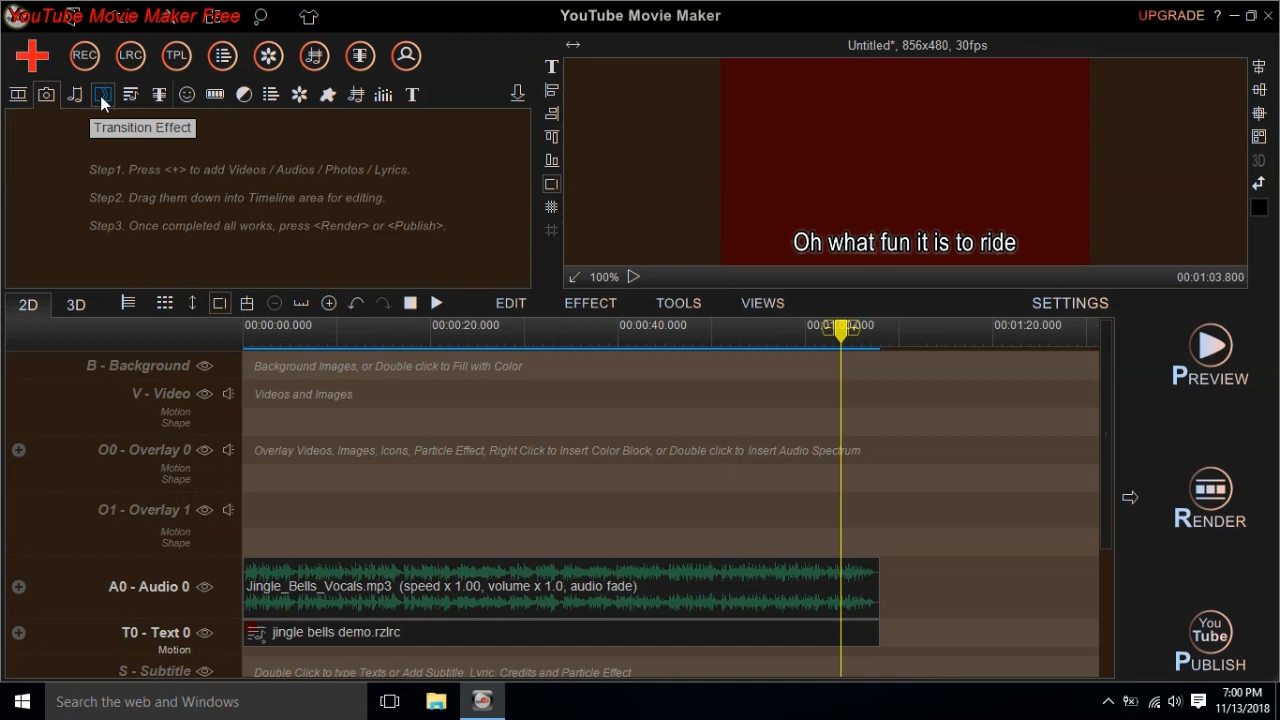 YouTube Movie Maker Free
YouTube Movie Maker
UPGRADE ?
REC LRC TPL
Untitled*, 856x480, 30fps
Transition Effect
Step1. Press <+> to add Videos / Audios / Photos / Lyrics.
Step2. Drag them down into Timeline area for editing.
Step3. Once completed all works, press <Render> or <Publish>.
T
T
3D
Oh what fun it is to ride
100%
00:01:03.800
2D 3D
EDIT EFFECT TOOLS VIEWS SETTINGS
00:00:00.000 00:00:20.000 00:00:40.000 00:01:00.000 00:01:20.000
B - Background
Background Images, or Double click to Fill with Color
V - Video
Videos and Images
Motion
Shape
O0 - Overlay 0
Overlay Videos, Images, Icons, Particle Effect, Right Click to Insert Color Block, or Double click to Insert Audio Spectrum
Motion
Shape
O1 - Overlay 1
Motion
Shape
A0 - Audio 0
Jingle_Bells_Vocals.mp3 (speed x 1.00, volume x 1.0, audio fade)
T0 - Text 0
jingle bells demo.rzlrc
Motion
S - Subtitle
Double Click to type Texts or Add Subtitle, Lyric, Credits and Particle Effect
PREVIEW
RENDER
You
Tube
PUBLISH
Search the web and Windows
7:00 PM
11/13/2018